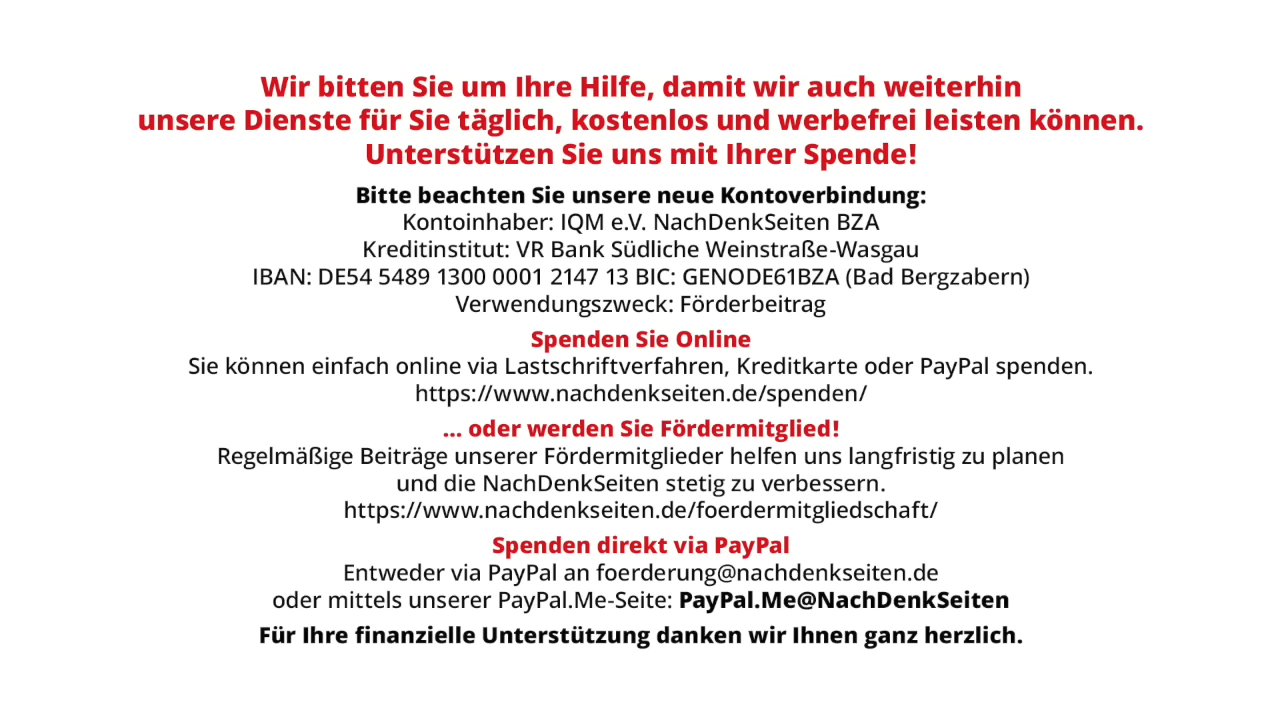 Wir bitten Sie um Ihre Hilfe, damit wir auch weiterhin
unsere Dienste für Sie täglich, kostenlos und werbefrei leisten können.
Unterstützen Sie uns mit Ihrer Spende!
Bitte beachten Sie unsere neue Kontoverbindung:
Kontoinhaber: IQM e.V. NachDenkSeiten BZA
Kreditinstitut: VR Bank Südliche Weinstraße-Wasgau
IBAN: DE54 5489 1300 0001 2147 13 BIC: GENODE61BZA (Bad Bergzabern)
Verwendungszweck: Förderbeitrag
Spenden Sie Online
Sie können einfach online via Lastschriftverfahren, Kreditkarte oder PayPal spenden.
https://www.nachdenkseiten.de/spenden/
... oder werden Sie Fördermitglied!
Regelmäßige Beiträge unserer Fördermitglieder helfen uns langfristig zu planen
und die NachDenkSeiten stetig zu verbessern.
https://www.nachdenkseiten.de/foerdermitgliedschaft/
Spenden direkt via PayPal
Entweder via PayPal an foerderung@nachdenkseiten.de
oder mittels unserer PayPal.Me-Seite: PayPal.Me@NachDenkSeiten
Für Ihre finanzielle Unterstützung danken wir Ihnen ganz herzlich.